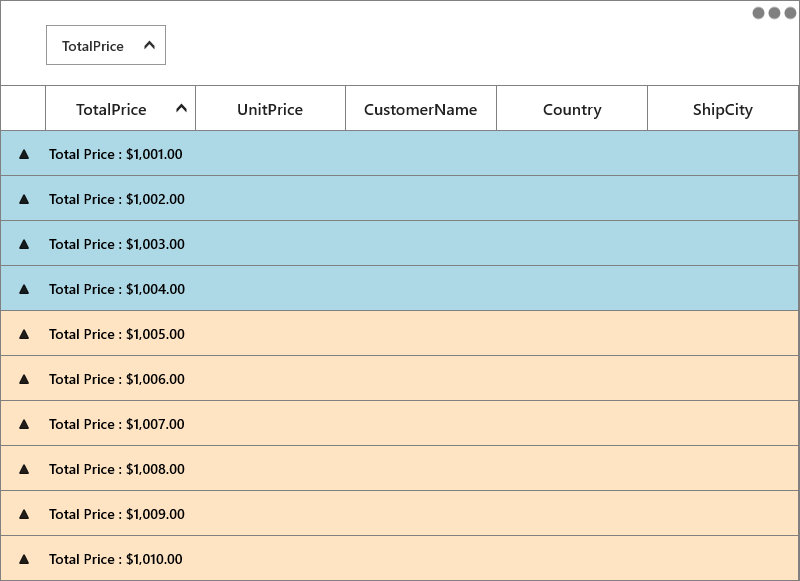 TotalPrice
TotalPrice UnitPrice CustomerName Country ShipCity
Total Price : $1,001.00
Total Price : $1,002.00
Total Price : $1,003.00
Total Price : $1,004.00
Total Price : $1,005.00
Total Price : $1,006.00
Total Price : $1,007.00
Total Price : $1,008.00
Total Price : $1,009.00
Total Price : $1,010.00